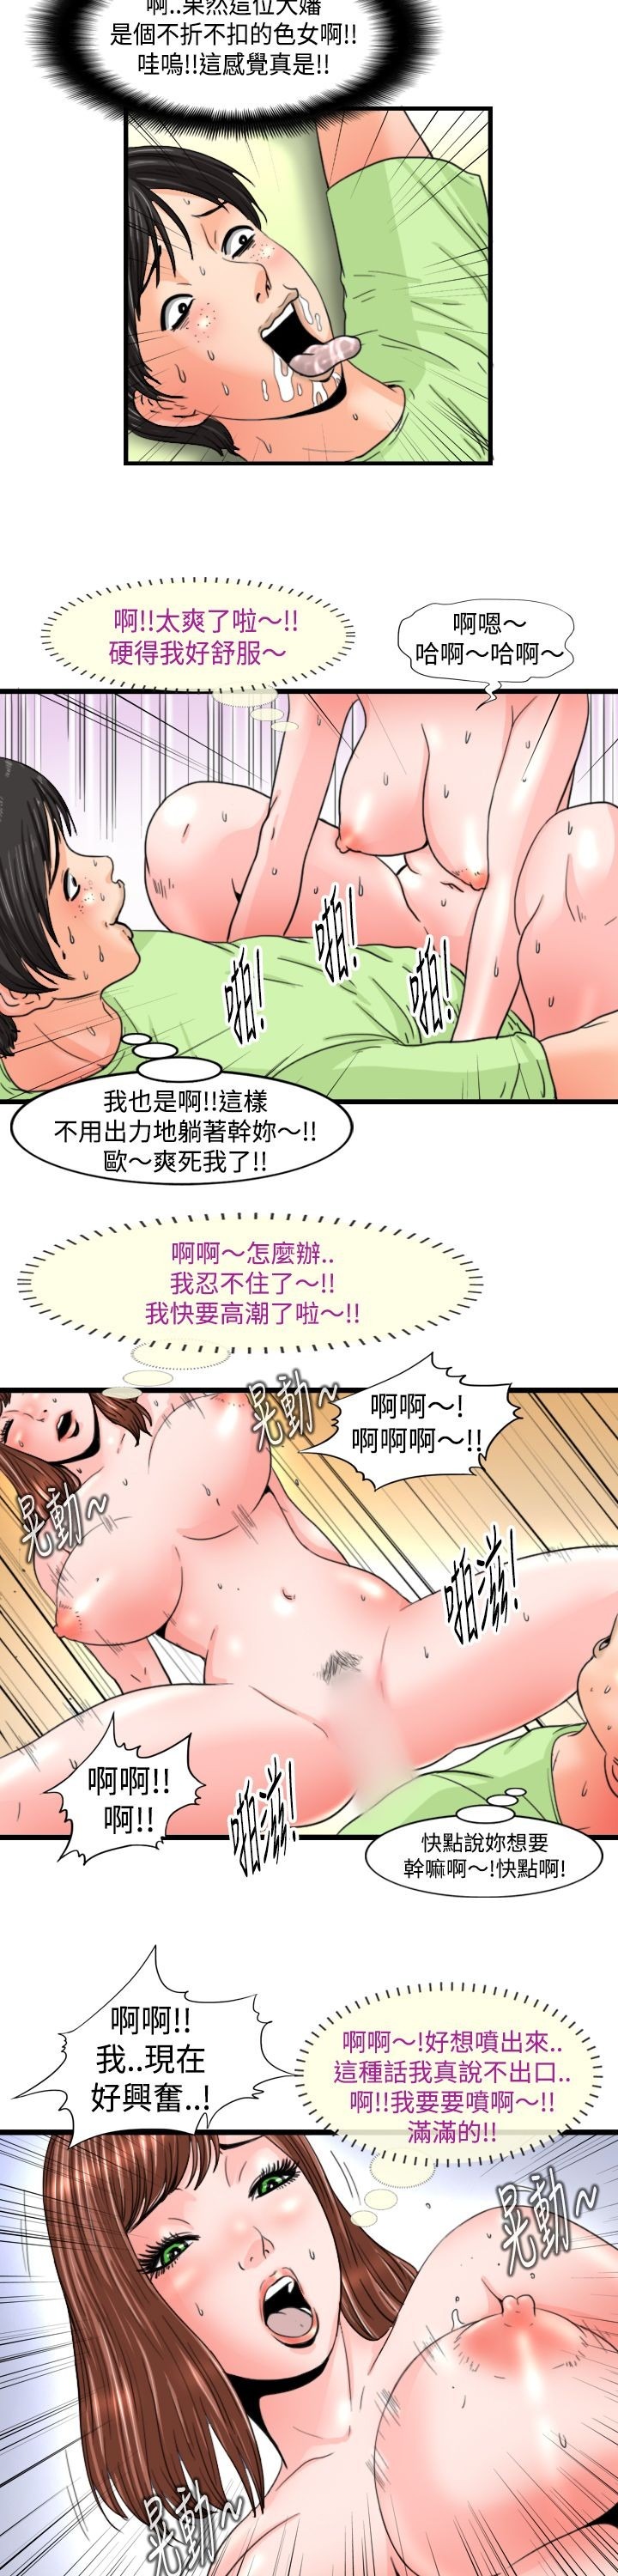 啊..果然這位大嬸
是個不折不扣的色女啊!!
哇嗚!!這感覺真是!!
啊!!太爽了啦～!!
硬得我好舒服～
啊嗯～
哈啊～哈啊～
啪!
啪!
啪!
我也是啊!!這樣
不用出力地躺著幹妳～!!
歐～爽死我了!!
啊啊～怎麼辦..
我忍不住了～!!
我快要高潮了啦～!!
晃動～
啊啊～!
啊啊啊～!!
晃動～
啪滋!
啊啊!!
啊!!
啪滋!
快點說妳想要
幹嘛啊～!快點啊!
啊啊!!
我..現在
好興奮..!
啊啊～!好想噴出來..
這種話我真說不出口..
啊!!我要要噴啊～!!
滿滿的!!
晃動～
晃動～